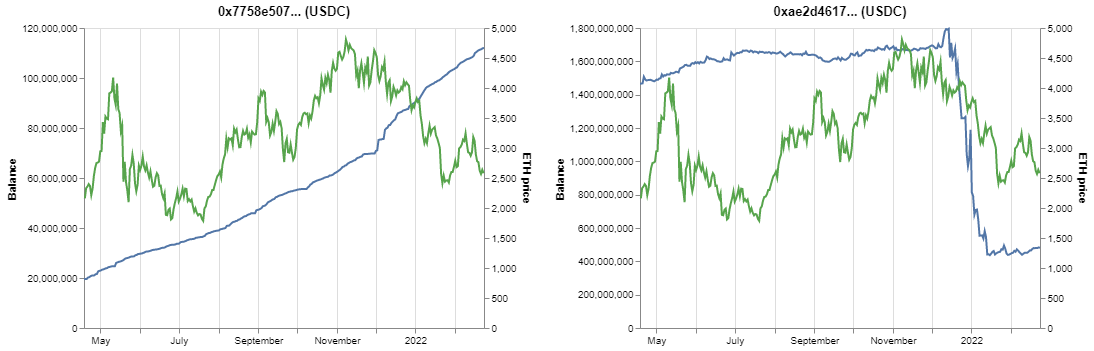 0x7758e507... (USDC)
120,000,000
100,000,000
80,000,000
60,000,000
40,000,000
20,000,000
0
Balance
5,000
4,500
4,000
3,500
3,000
2,500
2,000
1,500
1,000
500
0
ETH price
May
July
September
November
2022
0xae2d4617... (USDC)
1,800,000,000
1,600,000,000
1,400,000,000
1,200,000,000
1,000,000,000
800,000,000
600,000,000
400,000,000
200,000,000
0
Balance
5,000
4,500
4,000
3,500
3,000
2,500
2,000
1,500
1,000
500
0
ETH price
May
July
September
November
2022